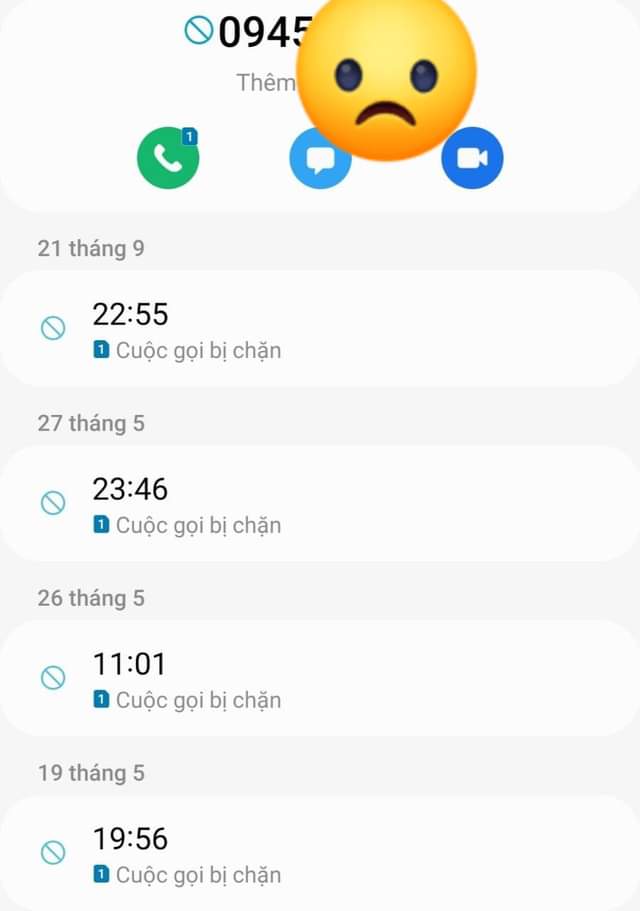 0945
Thêm
1
21 tháng 9
22:55
1 Cuộc gọi bị chặn
27 tháng 5
23:46
1 Cuộc gọi bị chặn
26 tháng 5
11:01
1 Cuộc gọi bị chặn
19 tháng 5
19:56
1 Cuộc gọi bị chặn